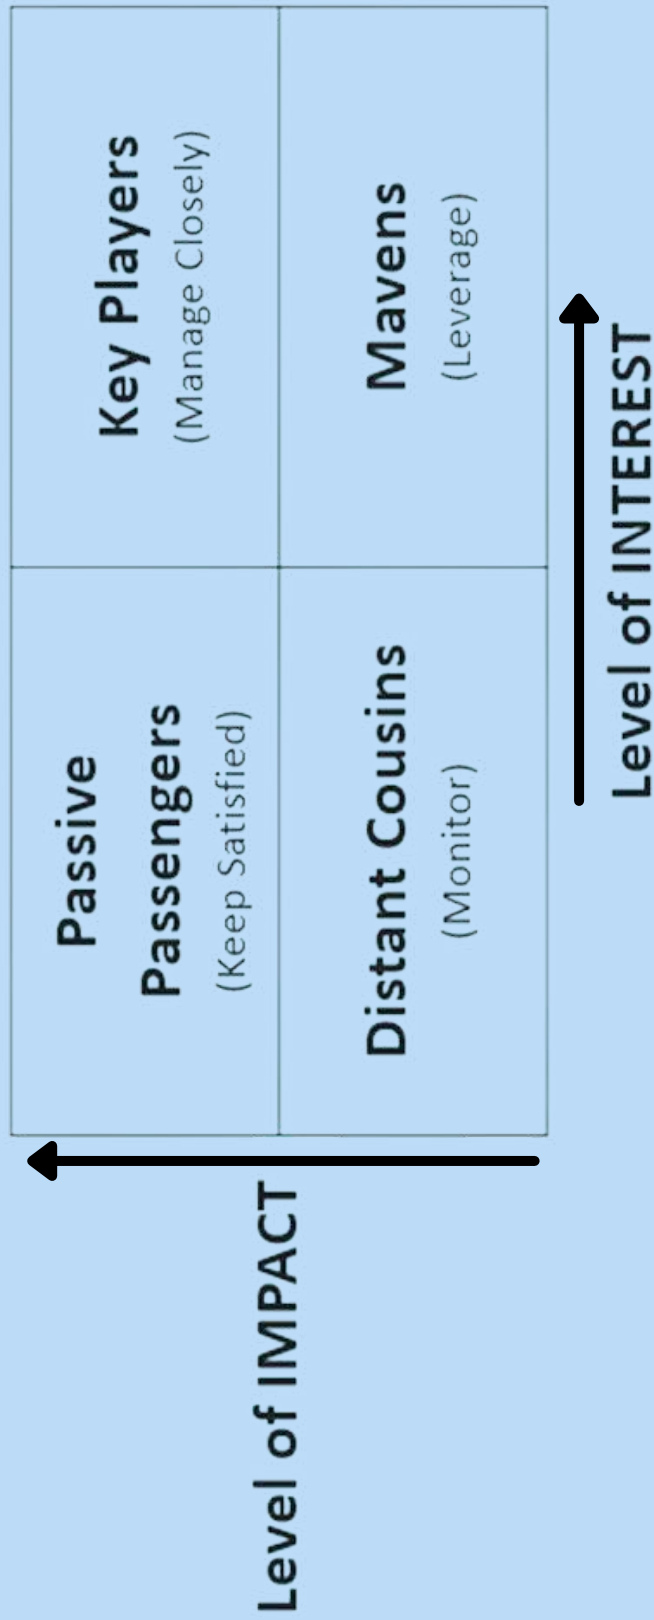 Passive
Passengers
(Keep Satisfied)
Key Players
(Manage Closely)
Level of IMPACT
Distant Cousins
(Monitor)
Mavens
(Leverage)
Level of INTEREST